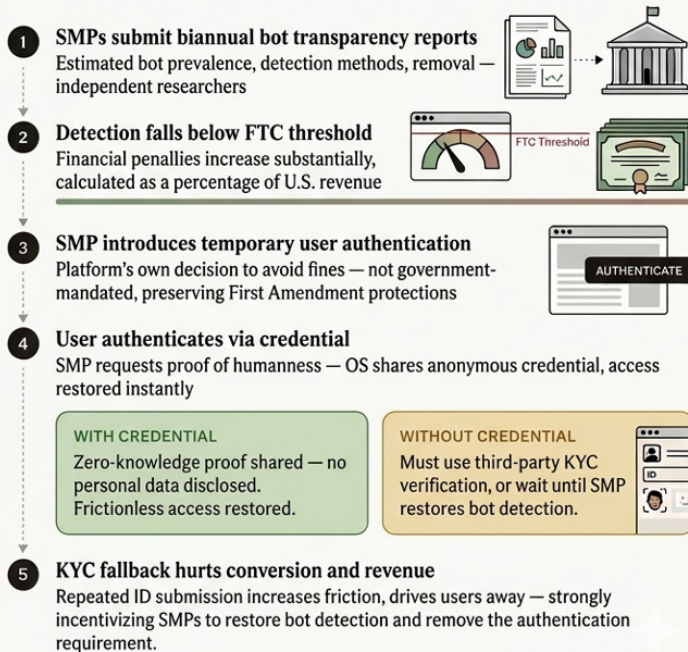 1
SMPs submit biannual bot transparency reports
Estimated bot prevalence, detection methods, removal —
independent researchers
2
Detection falls below FTC threshold
Financial penallies increase substantially,
calculated as a percentage of U.S. revenue
FTC Threshold
3
SMP introduces temporary user authentication
Platform's own decision to avoid fines — not government-
mandated, preserving First Amendment protections
AUTHENTICATE
4
User authenticates via credential
SMP requests proof of humanness — OS shares anonymous credential, access
restored instantly
WITH CREDENTIAL
Zero-knowledge proof shared — no
personal data disclosed.
Frictionless access restored.
WITHOUT CREDENTIAL
Must use third-party KYC
verification, or wait until SMP
restores bot detection.
ID
5
KYC fallback hurts conversion and revenue
Repeated ID submission increases friction, drives users away — strongly
incentivizing SMPs to restore bot detection and remove the authentication
requirement.